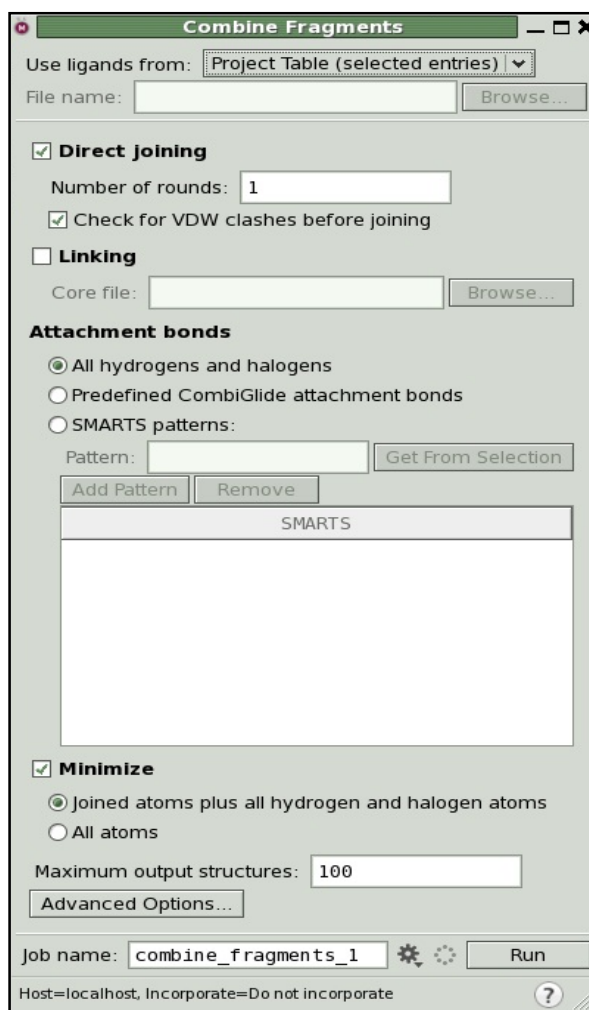 Combine Fragments
Use ligands from: Project Table (selected entries)
File name: Browse...
Direct joining
Number of rounds: 1
Check for VDW clashes before joining
Linking
Core file: Browse...
Attachment bonds
All hydrogens and halogens
Predefined CombiGlide attachment bonds
SMARTS patterns:
Pattern: Get From Selection
Add Pattern Remove
SMARTS
Minimize
Joined atoms plus all hydrogen and halogen atoms
All atoms
Maximum output structures: 100
Advanced Options...
Job name: combine_fragments_1 Run
Host=localhost, Incorporate=Do not incorporate ?